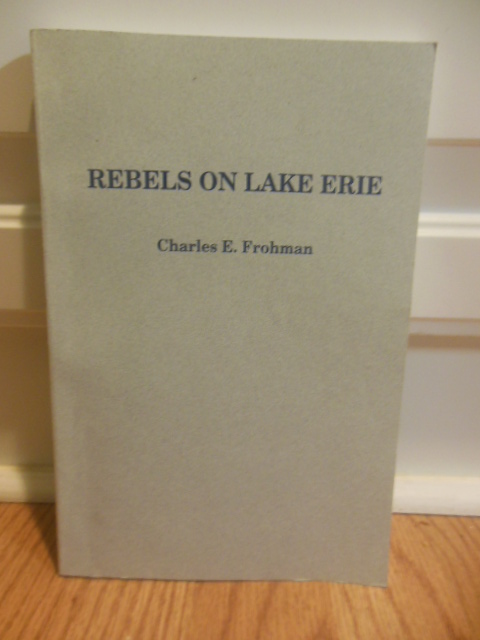 REBELS ON LAKE ERIE
Charles E. Frohman